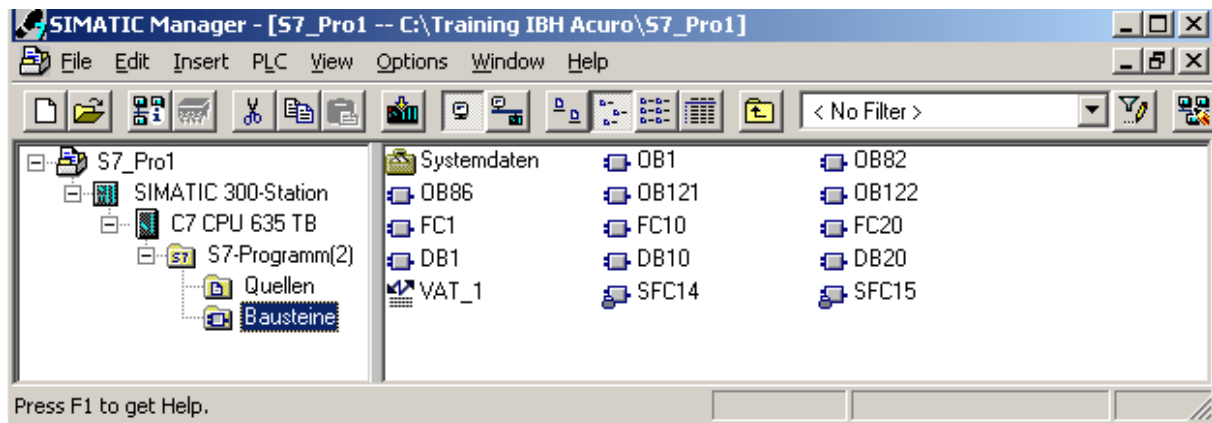 SIMATIC Manager - [S7_Pro1 -- C:\Training IBH Acuro\S7_Pro1]
File Edit Insert PLC View Options Window Help
< No Filter >
S7_Pro1
SIMATIC 300-Station
C7 CPU 635 TB
S7-Programm(2)
Quellen
Bausteine
Systemdaten OB1 OB82
OB86 OB121 OB122
FC1 FC10 FC20
DB1 DB10 DB20
VAT_1 SFC14 SFC15
Press F1 to get Help.